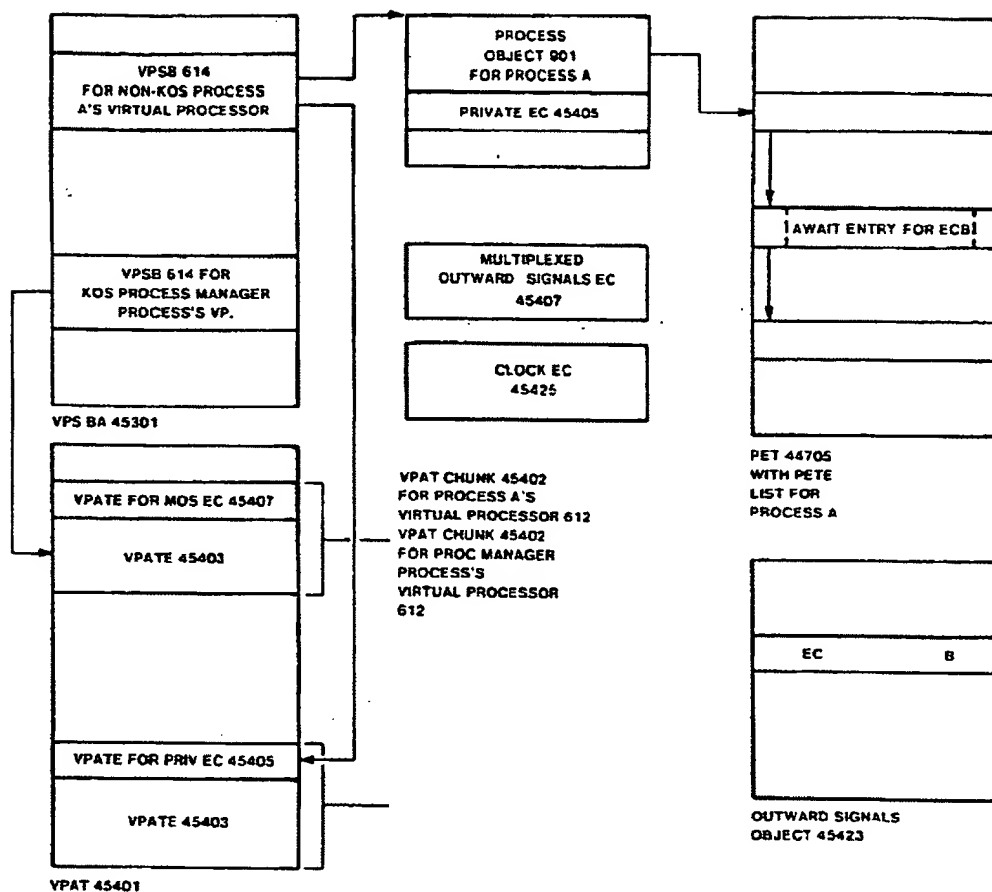 VPSB 614
FOR NON-KOS PROCESS
A'S VIRTUAL PROCESSOR
VPSB 614 FOR
KOS PROCESS MANAGER
PROCESS'S VP.
VPS BA 45301
PROCESS
OBJECT 901
FOR PROCESS A
PRIVATE EC 45405
MULTIPLEXED
OUTWARD SIGNALS EC
45407
CLOCK EC
45425
AWAIT ENTRY FOR ECB
PET 44705
WITH PETE
LIST FOR
PROCESS A
VPATE FOR MOS EC 45407
VPATE 45403
VPATE FOR PRIV EC 45405
VPATE 45403
VPAT 45401
VPAT CHUNK 45402
FOR PROCESS A'S
VIRTUAL PROCESSOR 612
VPAT CHUNK 45402
FOR PROC MANAGER
PROCESS'S
VIRTUAL PROCESSOR
612
EC B
OUTWARD SIGNALS
OBJECT 45423